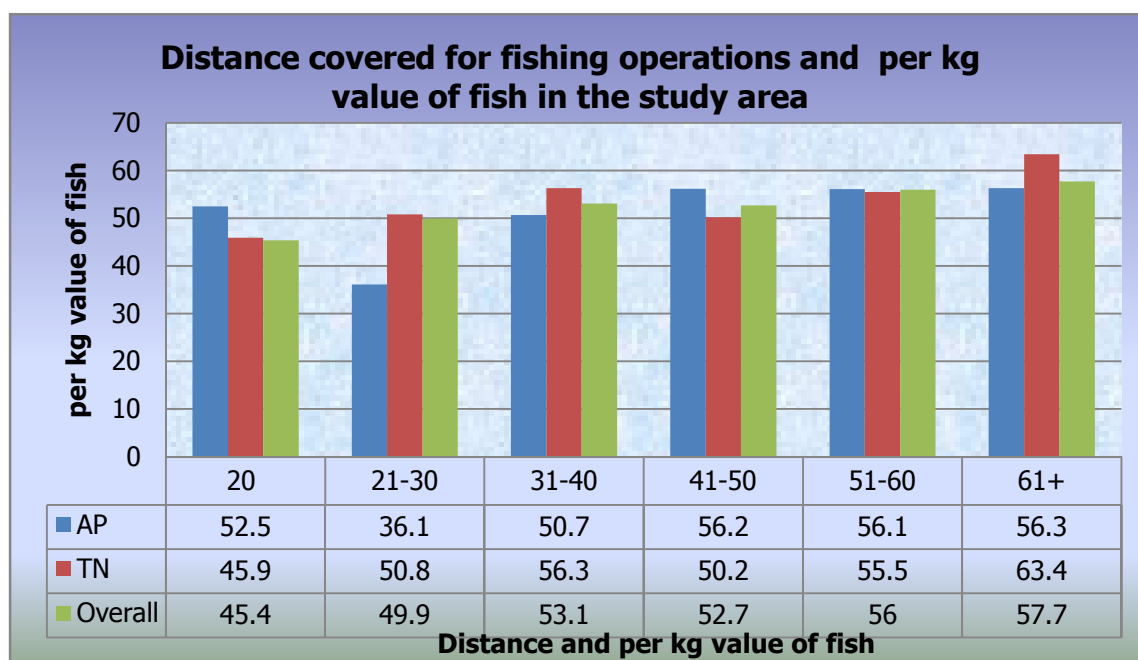 Distance covered for fishing operations and per kg
value of fish in the study area
per kg value of fish
70
60
50
40
30
20
10
0
20 21-30 31-40 41-50 51-60 61+
AP 52.5 36.1 50.7 56.2 56.1 56.3
TN 45.9 50.8 56.3 50.2 55.5 63.4
Overall 45.4 49.9 53.1 52.7 56 57.7
Distance and per kg value of fish